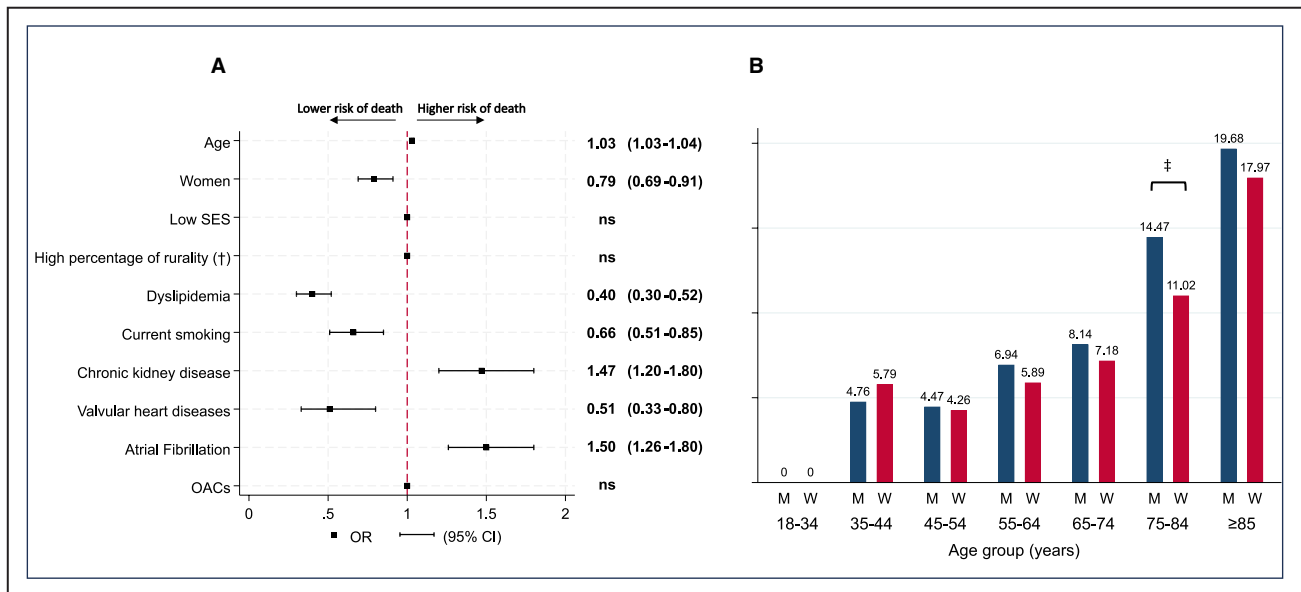 A
Lower risk of death Higher risk of death
Age 1.03 (1.03-1.04)
Women 0.79 (0.69-0.91)
Low SES ns
High percentage of rurality (†) ns
Dyslipidemia 0.40 (0.30-0.52)
Current smoking 0.66 (0.51-0.85)
Chronic kidney disease 1.47 (1.20-1.80)
Valvular heart diseases 0.51 (0.33-0.80)
Atrial Fibrillation 1.50 (1.26-1.80)
OACs ns
0 .5 1 1.5 2
OR (95% CI)
B
0 0 4.76 5.79 4.47 4.26 6.94 5.89 8.14 7.18 14.47 11.02 19.68 17.97
‡
M W M W M W M W M W M W M W
18-34 35-44 45-54 55-64 65-74 75-84 ≥85
Age group (years)